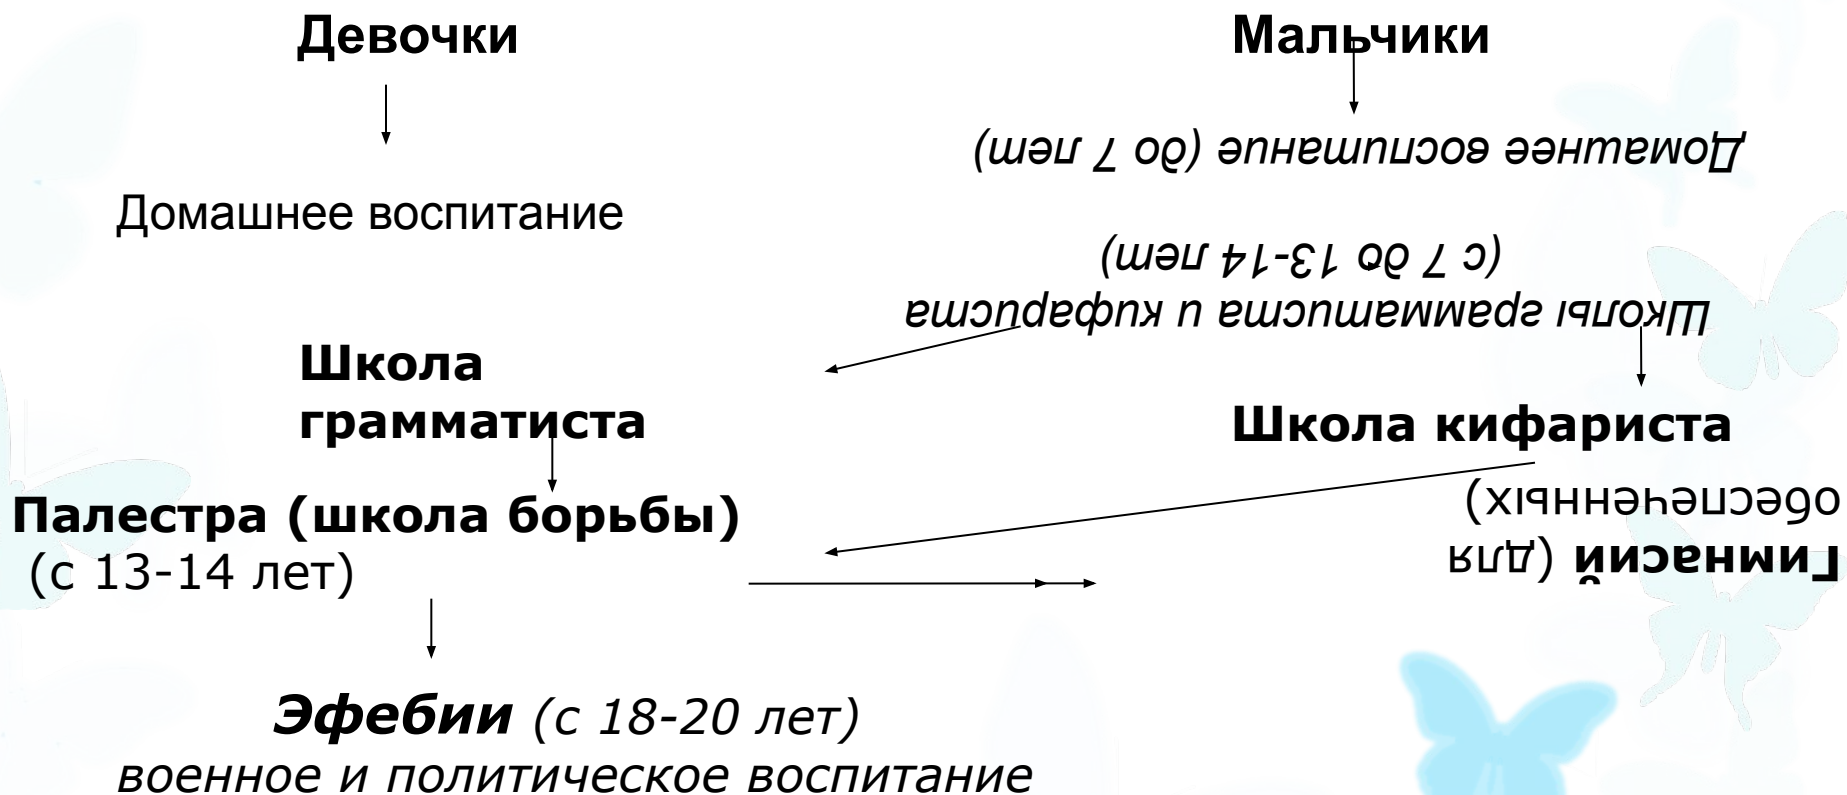 Девочки
Мальчики
Домашнее воспитание (до 7 лет)
Домашнее воспитание
Школы грамматиста и кифариста
(с 7 до 13-14 лет)
Школа
грамматиста
Школа кифариста
Палестра (школа борьбы)
(с 13-14 лет)
Гимнасий (для
обеспеченных)
Эфебии (с 18-20 лет)
военное и политическое воспитание